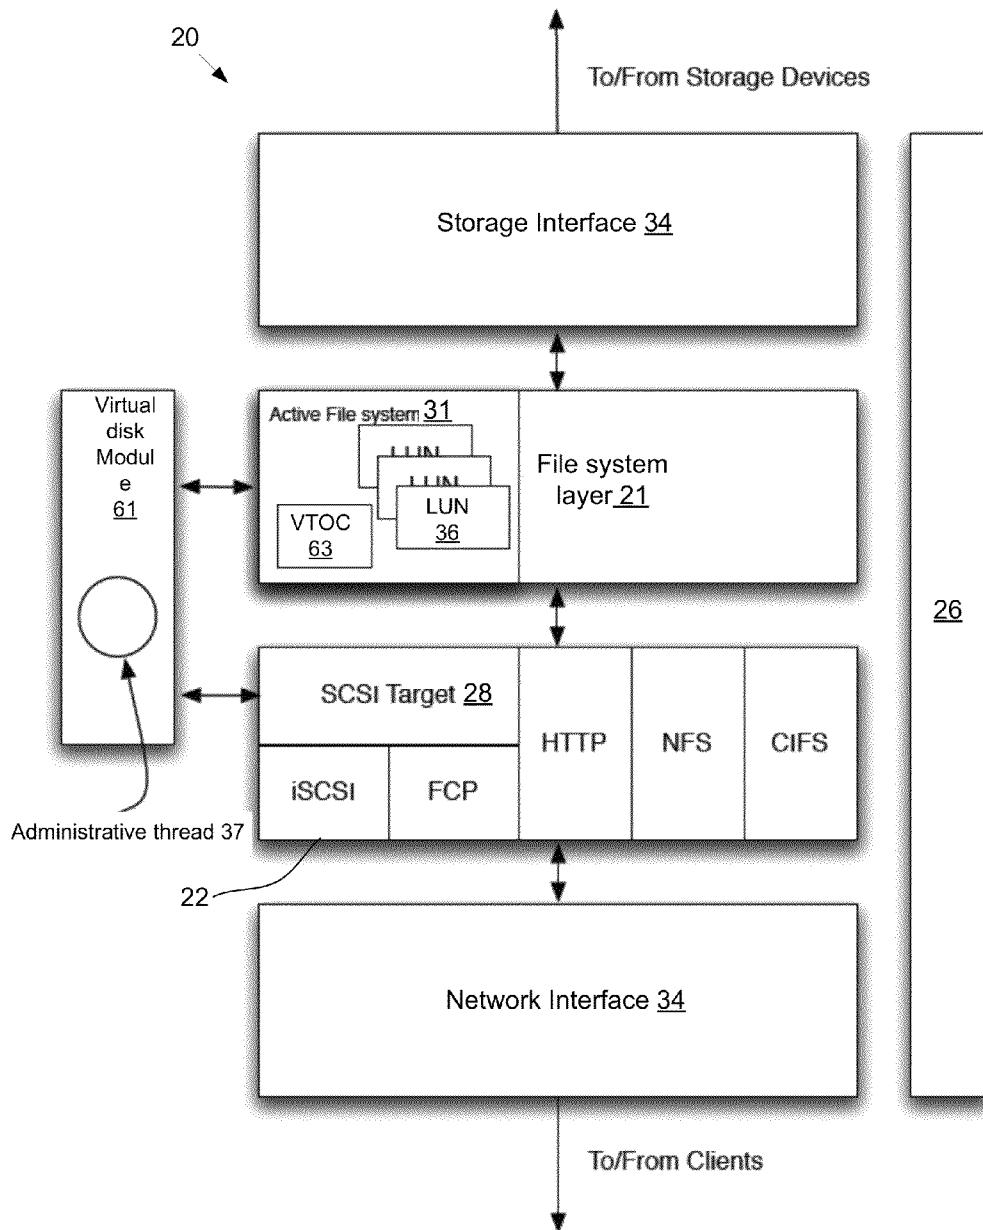 20
To/From Storage Devices
Storage Interface 34
Virtual
disk
Modul
e
61
Active File system 31
LUN
LUN
LUN
36
VTOC
63
File system
layer 21
26
SCSI Target 28
iSCSI
FCP
HTTP
NFS
CIFS
Administrative thread 37
22
Network Interface 34
To/From Clients